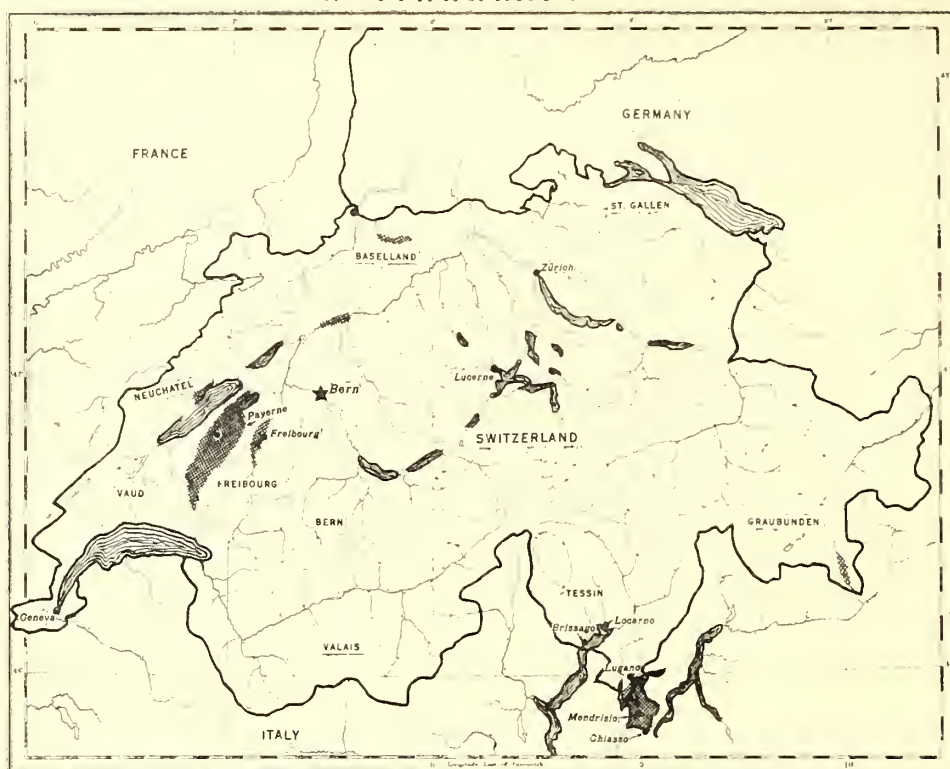 GERMANY
FRANCE
ST. GALLEN
BASELLAND
Zürich
Lucerne
NEUCHATEL
Bern
Payerne
Freibourg
SWITZERLAND
VAUD
FREIBOURG
BERN
GRAUBUNDEN
Geneva
TESSIN
Locarno
Brissago
VALAIS
Lugano
Mendrisio
Chiasso
ITALY